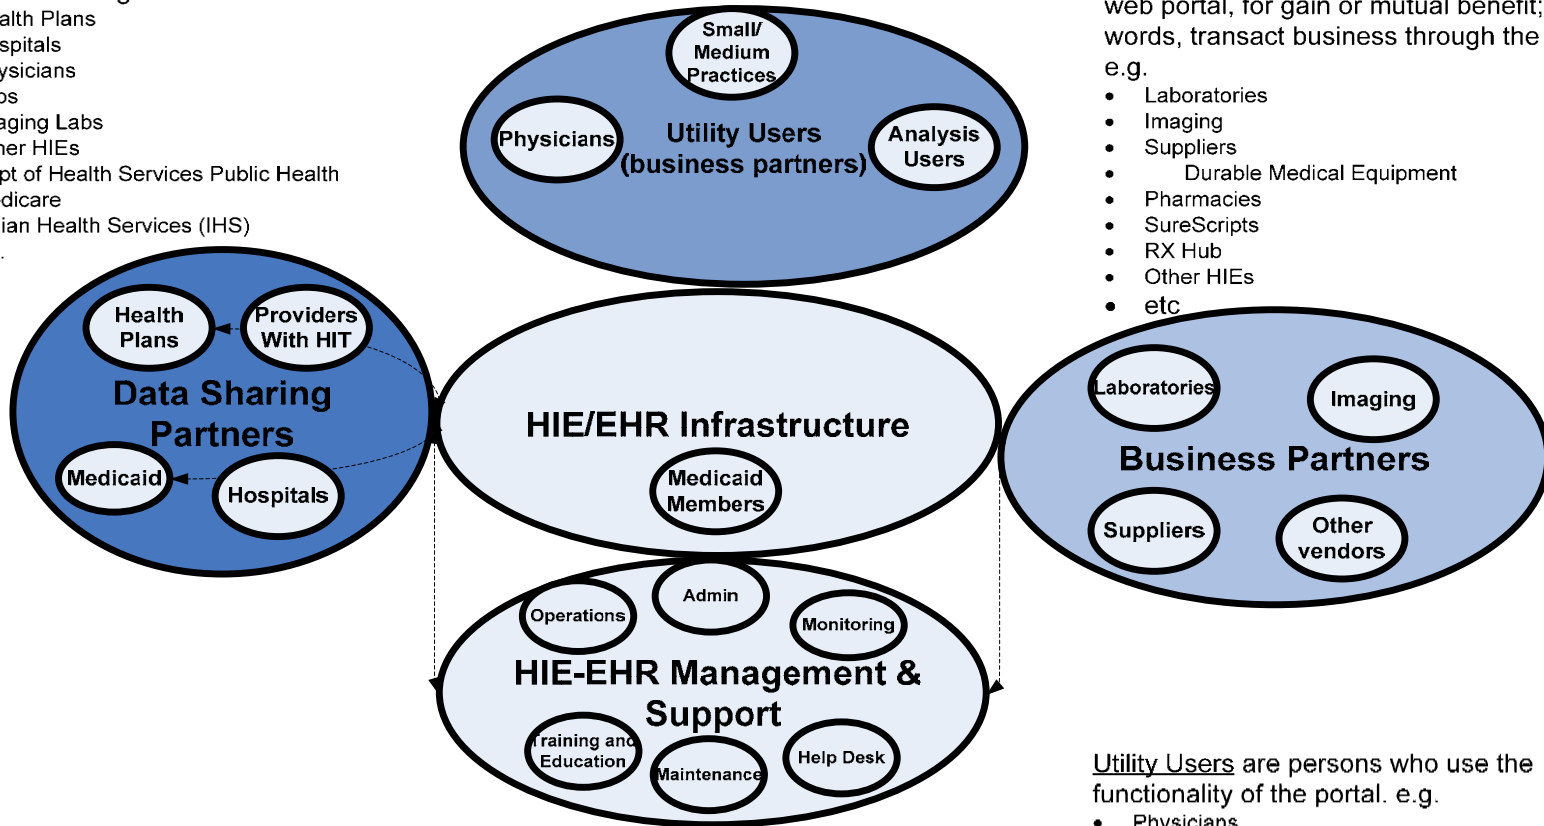 alth Plans
spitals
ysicians
os
aging Labs
her HIEs
pt of Health Services Public Health
edicare
ian Health Services (IHS)
.
web portal, for gain or mutual benefit;
words, transact business through the
e.g.
• Laboratories
• Imaging
• Suppliers
• Durable Medical Equipment
• Pharmacies
• SureScripts
• RX Hub
• Other HIEs
• etc
Small/
Medium
Practices
Physicians
Utility Users
(business partners)
Analysis
Users
Health
Plans
Providers
With HIT
Data Sharing
Partners
Medicaid
Hospitals
HIE/EHR Infrastructure
Medicaid
Members
Laboratories
Imaging
Business Partners
Suppliers
Other
vendors
Operations
Admin
Monitoring
HIE-EHR Management &
Support
Training and
Education
Maintenance
Help Desk
Utility Users are persons who use the
functionality of the portal. e.g.
• Physicians